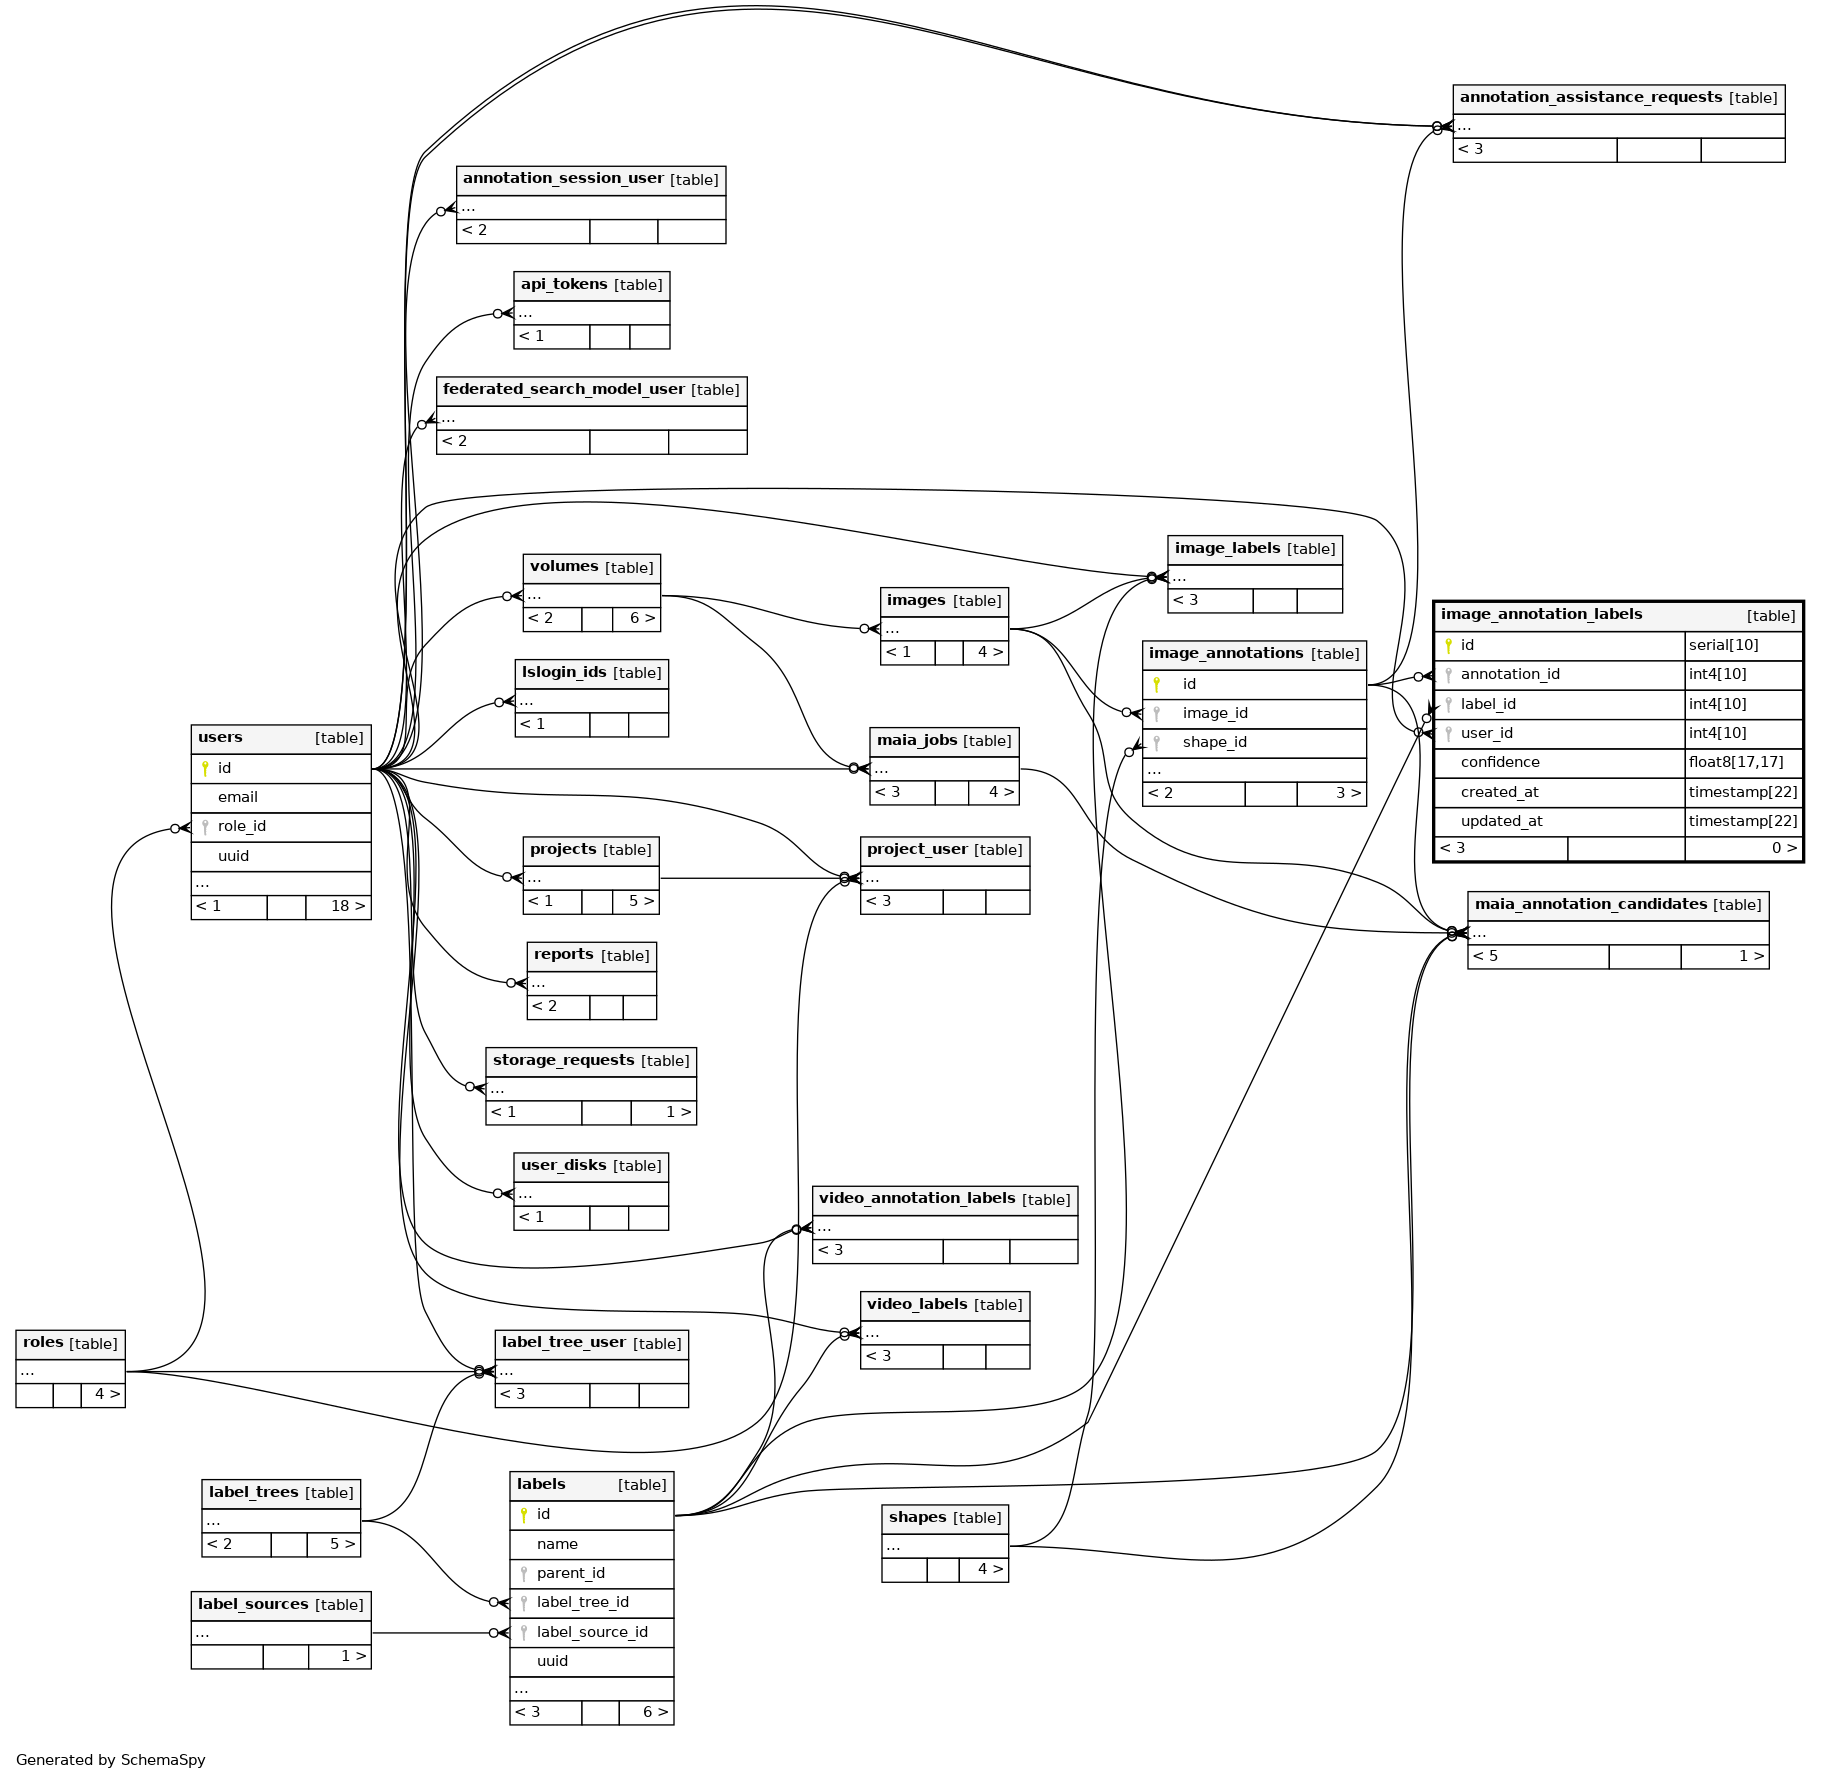 annotation_assistance_requests [table]
...
< 3
annotation_session_user [table]
...
< 2
api_tokens [table]
...
< 1
federated_search_model_user [table]
...
< 2
volumes [table]
...
< 2 6 >
lslogin_ids [table]
...
< 1
images [table]
...
< 1 4 >
image_labels [table]
...
< 3
image_annotations [table]
id
image_id
shape_id
...
< 2 3 >
image_annotation_labels [table]
id serial[10]
annotation_id int4[10]
label_id int4[10]
user_id int4[10]
confidence float8[17,17]
created_at timestamp[22]
updated_at timestamp[22]
< 3 0 >
users [table]
id
email
role_id
uuid
...
< 1 18 >
maia_jobs [table]
...
< 3 4 >
projects [table]
...
< 1 5 >
project_user [table]
...
< 3
maia_annotation_candidates [table]
...
< 5 1 >
reports [table]
...
< 2
storage_requests [table]
...
< 1 1 >
user_disks [table]
...
< 1
video_annotation_labels [table]
...
< 3
video_labels [table]
...
< 3
roles [table]
...
4 >
label_tree_user [table]
...
< 3
label_trees [table]
...
< 2 5 >
label_sources [table]
...
1 >
labels [table]
id
name
parent_id
label_tree_id
label_source_id
uuid
...
< 3 6 >
shapes [table]
...
4 >
Generated by SchemaSpy